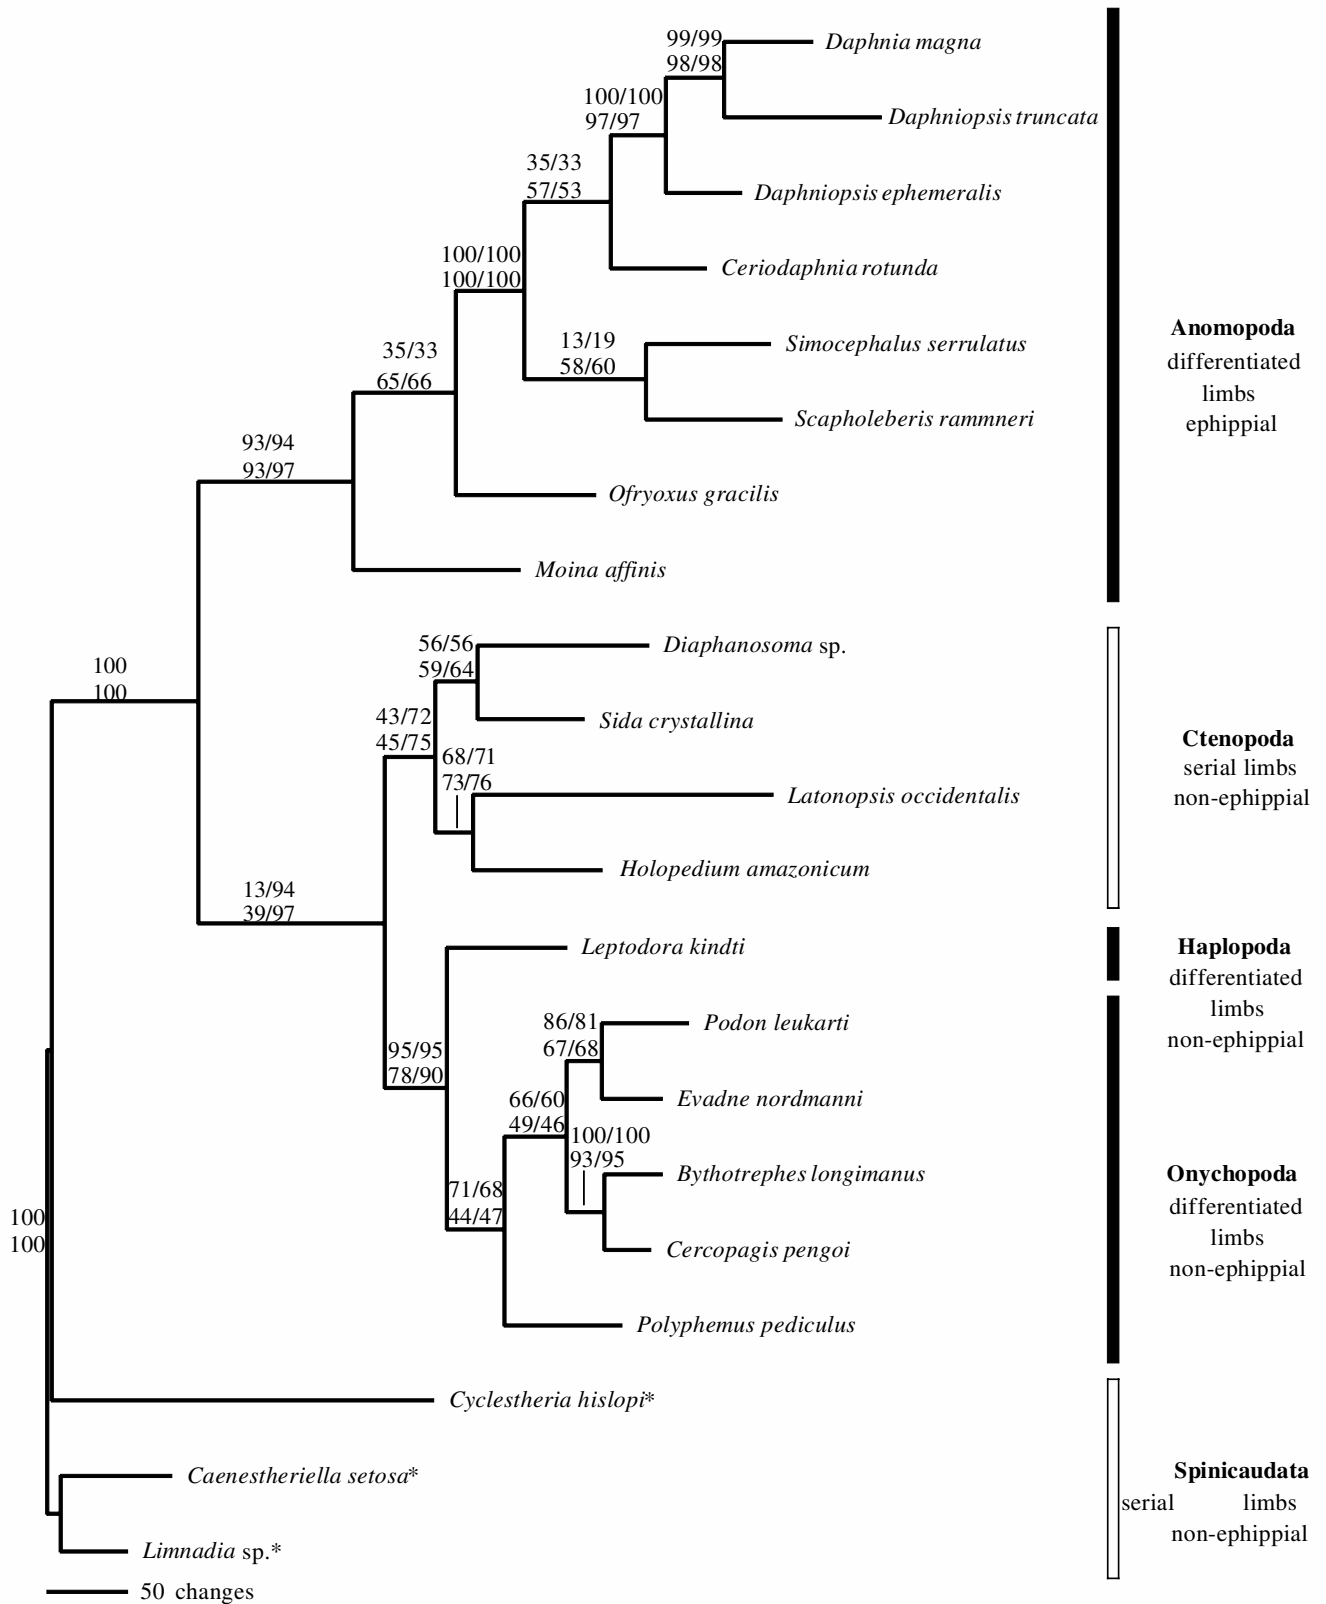 99/99
98/98
Daphnia magna
Daphniopsis truncata
100/100
97/97
Daphniopsis ephemeralis
35/33
57/53
Ceriodaphnia rotunda
100/100
100/100
13/19
58/60
Simocephalus serrulatus
Scapholeberis rammneri
35/33
65/66
Ofryoxus gracilis
93/94
93/97
Moina affinis
Anomopoda
differentiated
limbs
ephippial
100
100
56/56
59/64
Diaphanosoma sp.
Sida crystallina
43/72
45/75
68/71
73/76
Latonopsis occidentalis
Holopedium amazonicum
Ctenopoda
serial limbs
non-ephippial
13/94
39/97
Leptodora kindti
Haplopoda
differentiated
limbs
non-ephippial
95/95
78/90
86/81
67/68
Podon leukarti
Evadne nordmanni
66/60
49/46
100/100
93/95
Bythotrephes longimanus
Cercopagis pengoi
71/68
44/47
Polyphemus pediculus
Onychopoda
differentiated
limbs
non-ephippial
100
100
Cyclestheria hislopi*
Caenestheriella setosa*
Limnadia sp.*
Spinicaudata
serial limbs
non-ephippial
50 changes